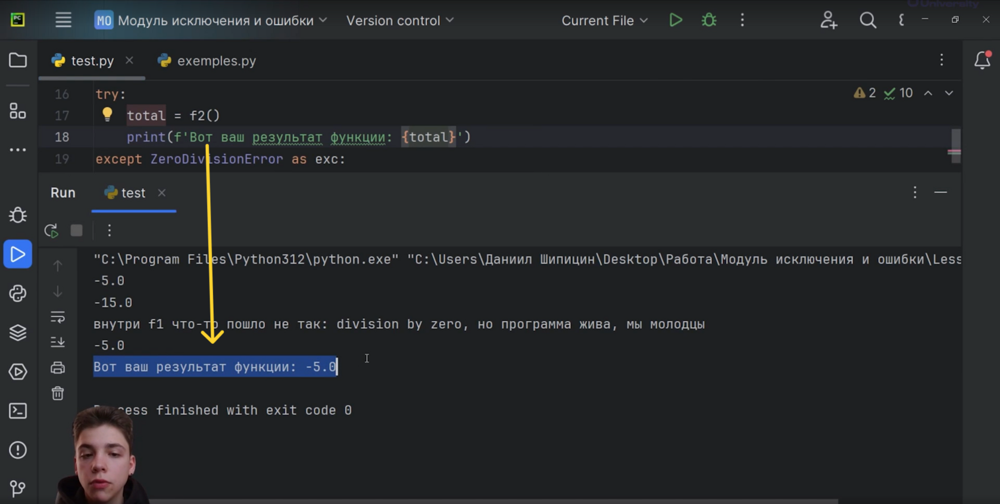 University
PC
MO Модуль исключения и ошибки Version control Current File
test.py exemples.py
16 try:
17 total = f2()
18 print(f'Вот ваш результат функции: {total}')
19 except ZeroDivisionError as exc:
2 10
Run test
"C:\Program Files\Python312\python.exe" "C:\Users\Даниил Шипицин\Desktop\Работа\Модуль исключения и ошибки\Less
-5.0
-15.0
внутри f1 что-то пошло не так: division by zero, но программа жива, мы молодцы
-5.0
Вот ваш результат функции: -5.0
Process finished with exit code 0